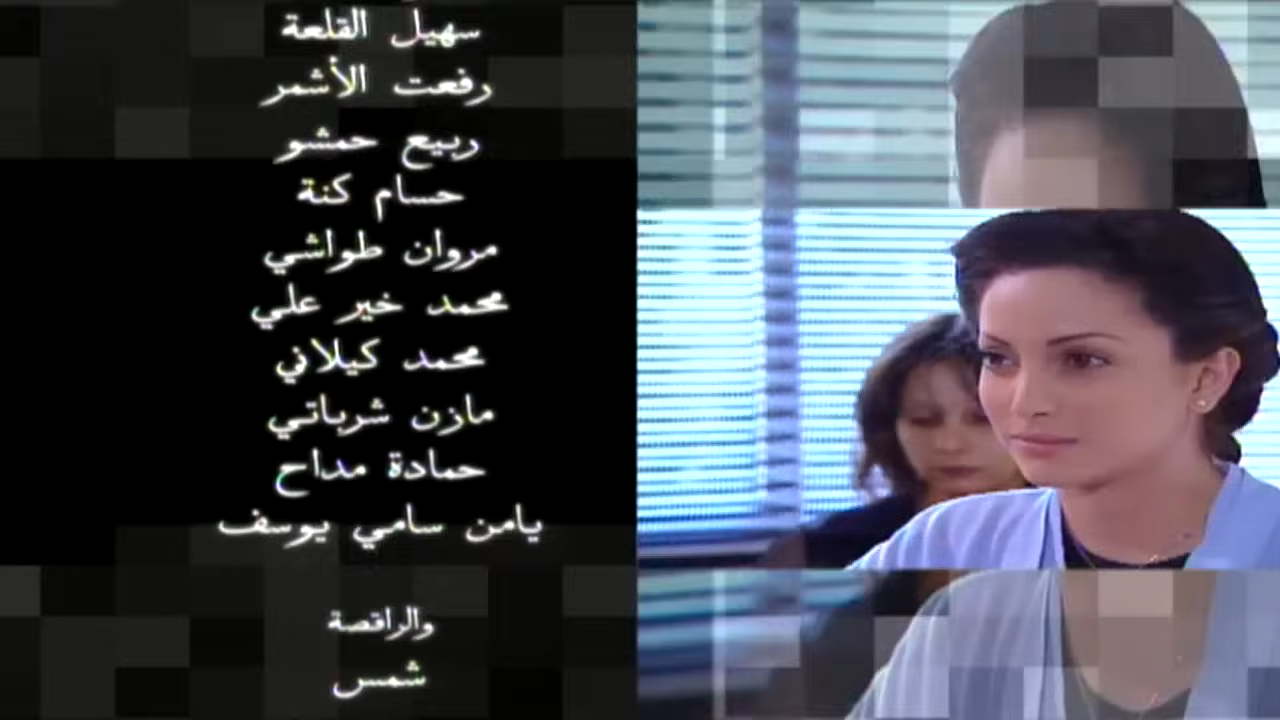 سهيل القلعة
رفعت الأشمر
ربيع حمشو
حسام كنة
مروان طواشي
محمد خير علي
محمد كيلاني
مازن شرباتي
حمادة مداح
يامن سامي يوسف
والراقصة
شمس